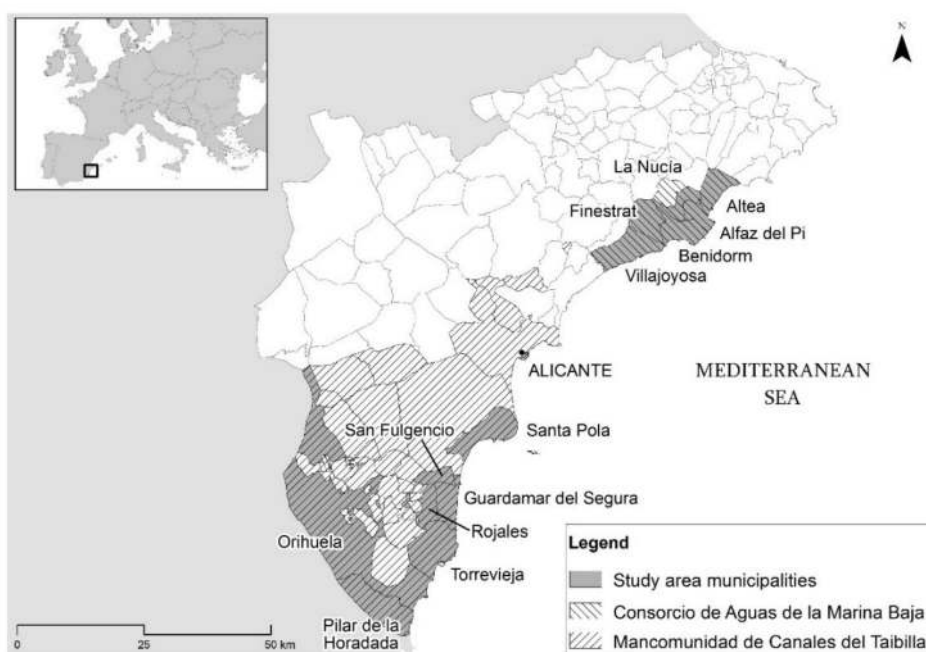 N
La Nucía
Finestrat
Altea
Alfaz del Pi
Benidorm
Villajoyosa
ALICANTE
MEDITERRANEAN
SEA
San Fulgencio
Santa Pola
Guardamar del Segura
Rojales
Orihuela
Torrevieja
Pilar de la
Horadada
0 25 50 km
Legend
Study area municipalities
Consorcio de Aguas de la Marina Baja
Mancomunidad de Canales del Taibilla